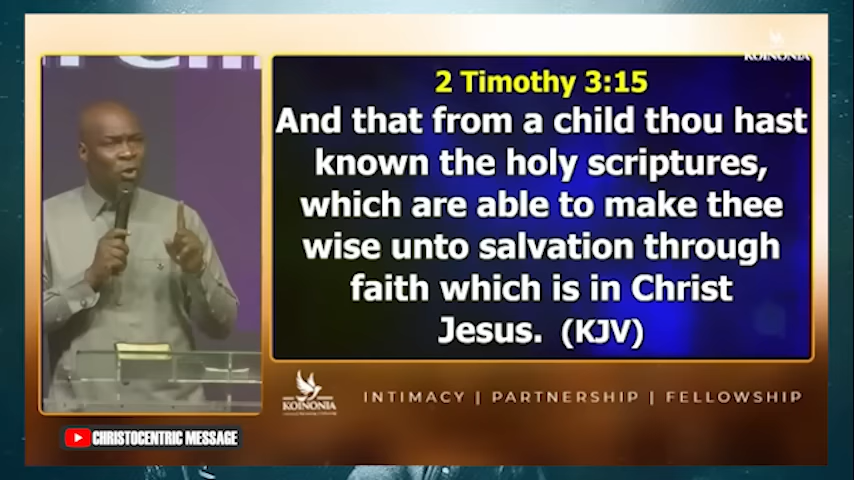 KOINONIA
2 Timothy 3:15
And that from a child thou hast
known the holy scriptures,
which are able to make thee
wise unto salvation through
faith which is in Christ
Jesus. (KJV)
KOINONIA
INTIMACY | PARTNERSHIP | FELLOWSHIP
CHRISTOCENTRIC MESSAGE